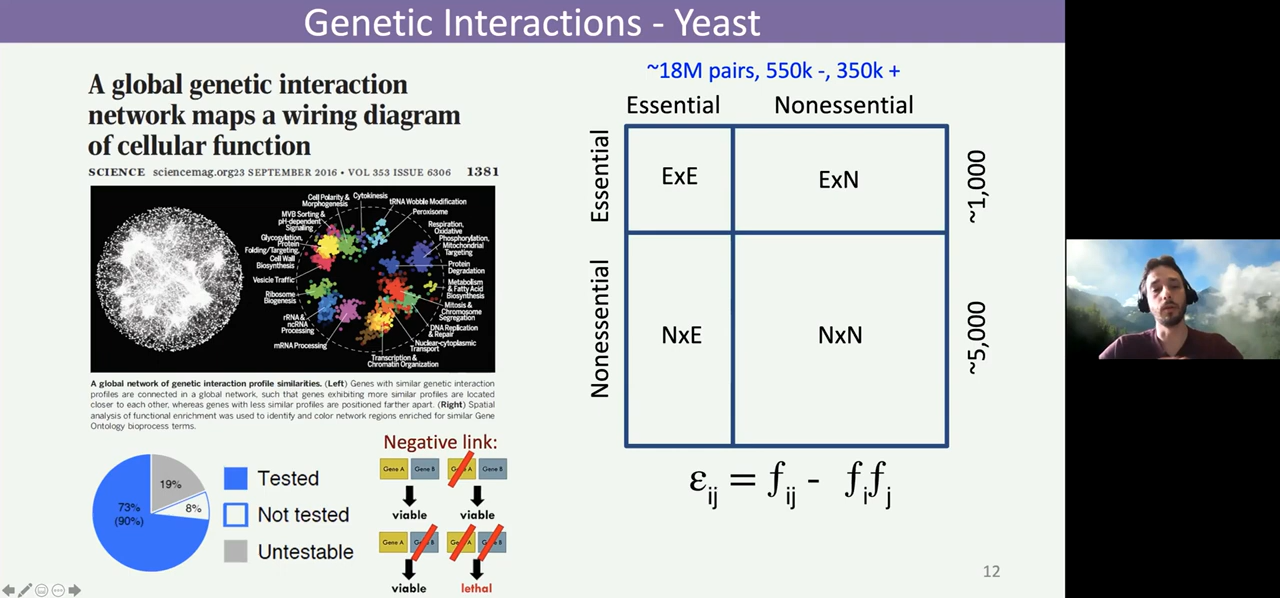 Genetic Interactions - Yeast
A global genetic interaction
network maps a wiring diagram
of cellular function
SCIENCE sciencemag.org23 SEPTEMBER 2016 • VOL 353 ISSUE 6306 1381
Cell Polarity &
Morphogenesis
Cytokinesis
tRNA Wobble Modification
Peroxisome
MVB Sorting &
pH-dependent
Signaling
Respiration,
Oxidative
Phosphorylation,
Mitochondrial
Targeting
Glycosylation,
Protein
Folding/Targeting,
Cell Wall
Biosynthesis
Protein
Degradation
Vesicle Traffic
Metabolism
& Fatty Acid
Biosynthesis
Ribosome
Biogenesis
Mitosis &
Chromosome
Segregation
rRNA &
ncRNA
Processing
DNA Replication
& Repair
mRNA Processing
Nuclear-cytoplasmic
Transport
Transcription &
Chromatin Organization
A global network of genetic interaction profile similarities. (Left) Genes with similar genetic interaction
profiles are connected in a global network, such that genes exhibiting more similar profiles are located
closer to each other, whereas genes with less similar profiles are positioned farther apart. (Right) Spatial
analysis of functional enrichment was used to identify and color network regions enriched for similar Gene
Ontology bioprocess terms.
73%
(90%)
19%
8%
Tested
Not tested
Untestable
Negative link:
Gene A Gene B
Gene A Gene B
viable viable
Gene A Gene B
Gene A Gene B
viable lethal
~18M pairs, 550k -, 350k +
Essential Nonessential
Essential
ExE ExN
~1,000
Nonessential
NxE NxN
~5,000
εij = fij - fifj
12